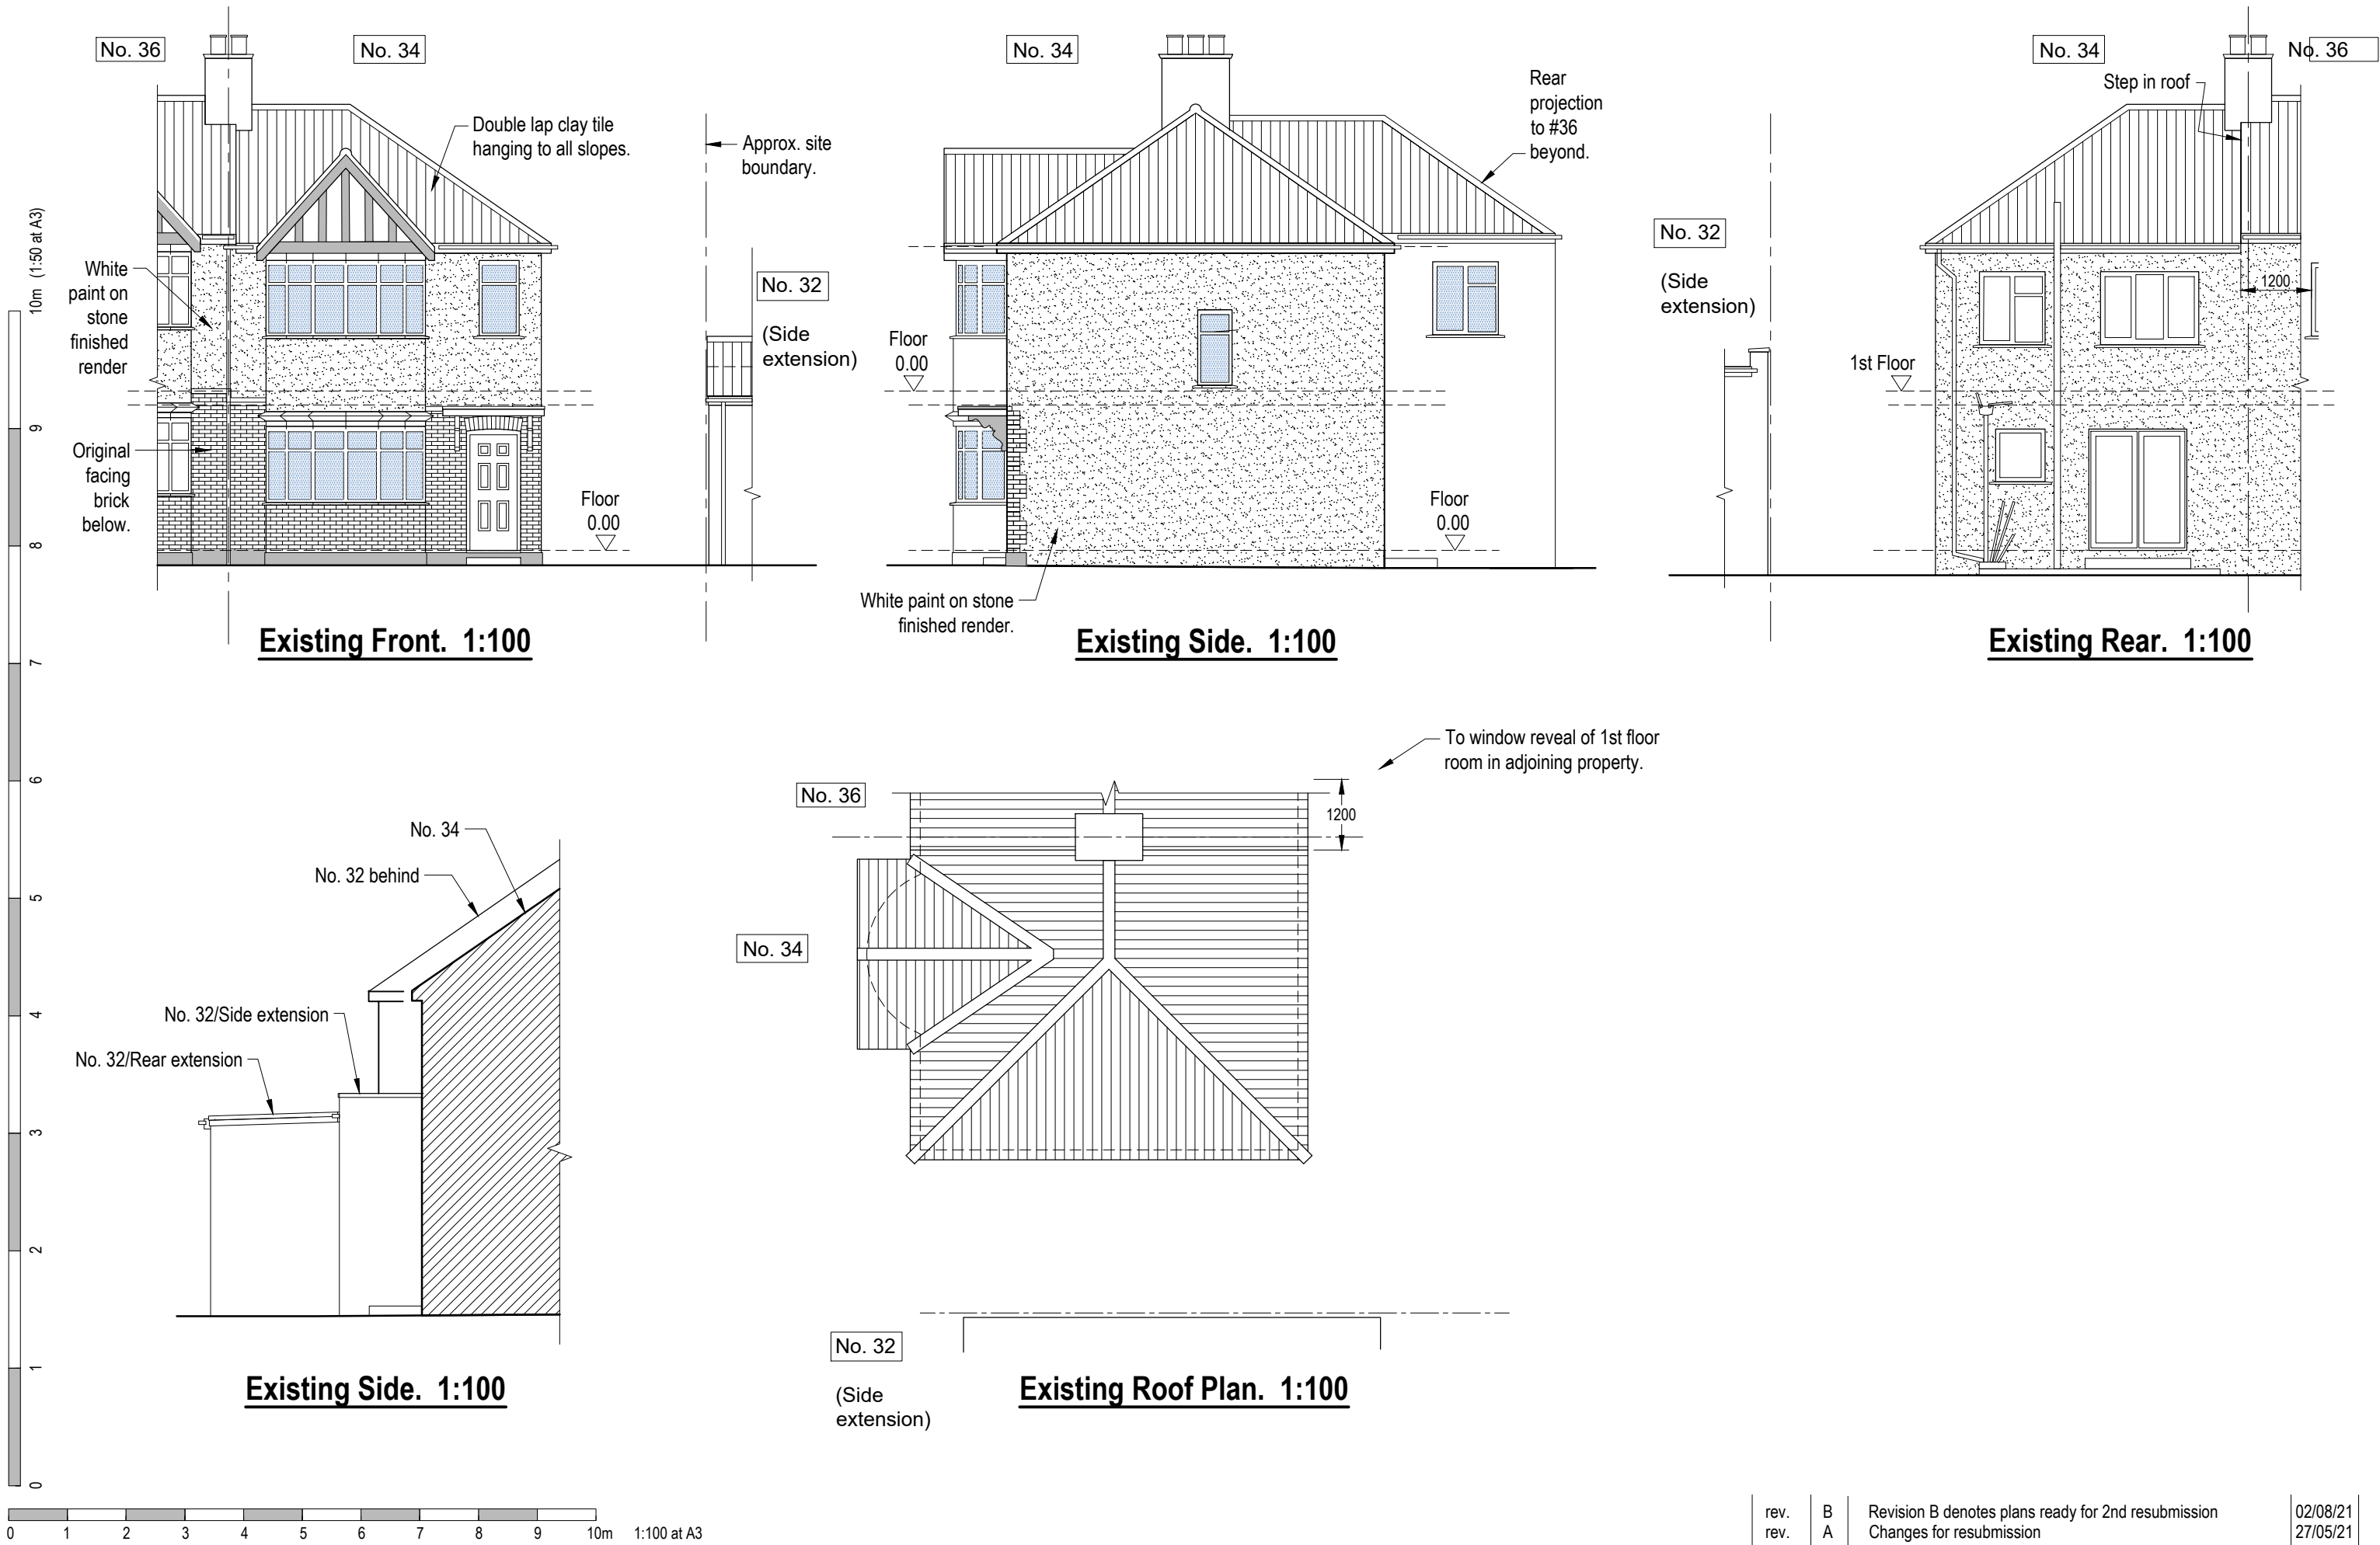 No. 36
No. 34
Double lap clay tile
hanging to all slopes.
Approx. site
boundary.
No. 32
(Side
extension)
White
paint on
stone
finished
render
Original
facing
brick
below.
Floor
0.00
Existing Front. 1:100
No. 34
Rear
projection
to #36
beyond.
Floor
0.00
Floor
0.00
White paint on stone
finished render.
Existing Side. 1:100
No. 34
No. 36
Step in roof
No. 32
(Side
extension)
1200
1st Floor
Existing Rear. 1:100
No. 34
No. 32 behind
No. 32/Side extension
No. 32/Rear extension
Existing Side. 1:100
To window reveal of 1st floor
room in adjoining property.
No. 36
1200
No. 34
No. 32
(Side
extension)
Existing Roof Plan. 1:100
10m (1:50 at A3)
9
8
7
6
5
4
3
2
1
0
0 1 2 3 4 5 6 7 8 9 10m 1:100 at A3
rev. B Revision B denotes plans ready for 2nd resubmission 02/08/21
rev. A Changes for resubmission 27/05/21